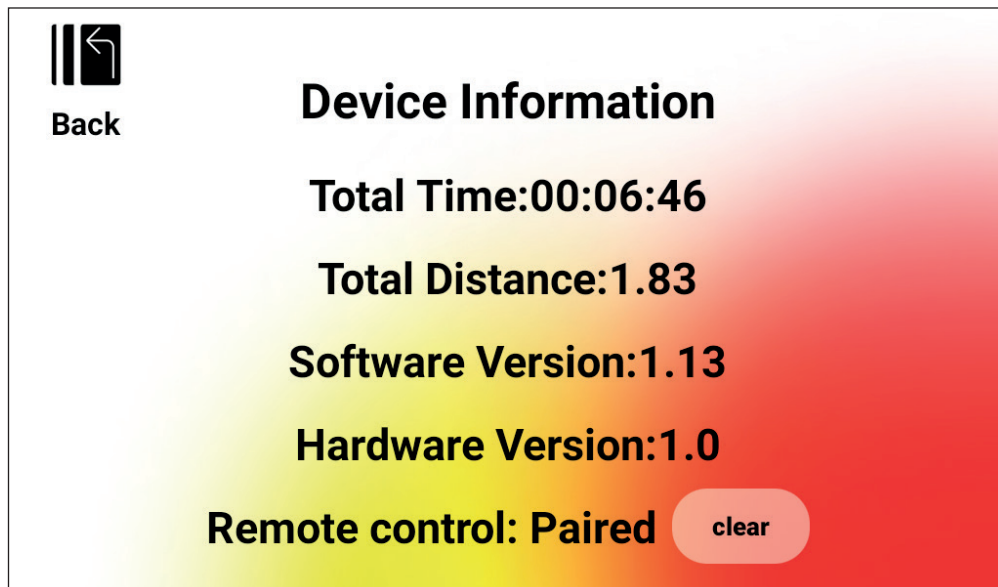 Back
Device Information
Total Time:00:06:46
Total Distance:1.83
Software Version:1.13
Hardware Version:1.0
Remote control: Paired clear